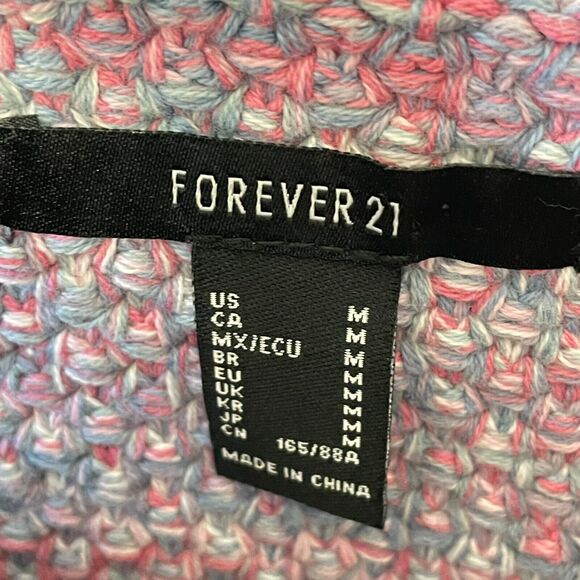 FOREVER 21
US M
CA M
MX/ECU M
BR M
EU M
UK M
KR M
JP M
CN 165/88A
MADE IN CHINA